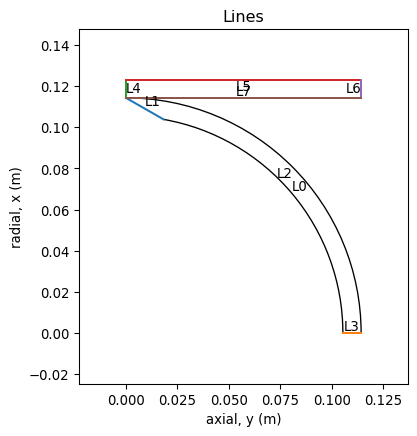 Lines
0.14
0.12
0.10
0.08
0.06
0.04
0.02
0.00
−0.02
radial, x (m)
L4
L5
L7
L6
L1
L2
L0
L3
0.000
0.025
0.050
0.075
0.100
0.125
axial, y (m)